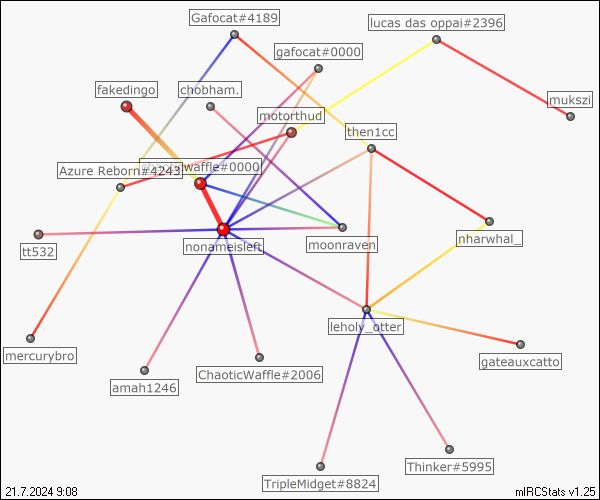 Gafocat#4189
lucas das oppai#2396
gafocat#0000
fakedingo
chobham.
mukszi
motorthud
then1cc
Azure Reborn#4243
waffle#0000
nharwhal_
tt532
nonameisleft
moonraven
leholy_otter
mercurybro
gateauxcatto
amah1246
ChaoticWaffle#2006
Thinker#5995
TripleMidget#8824
21.7.2024 9:08
mIRCStats v1.25